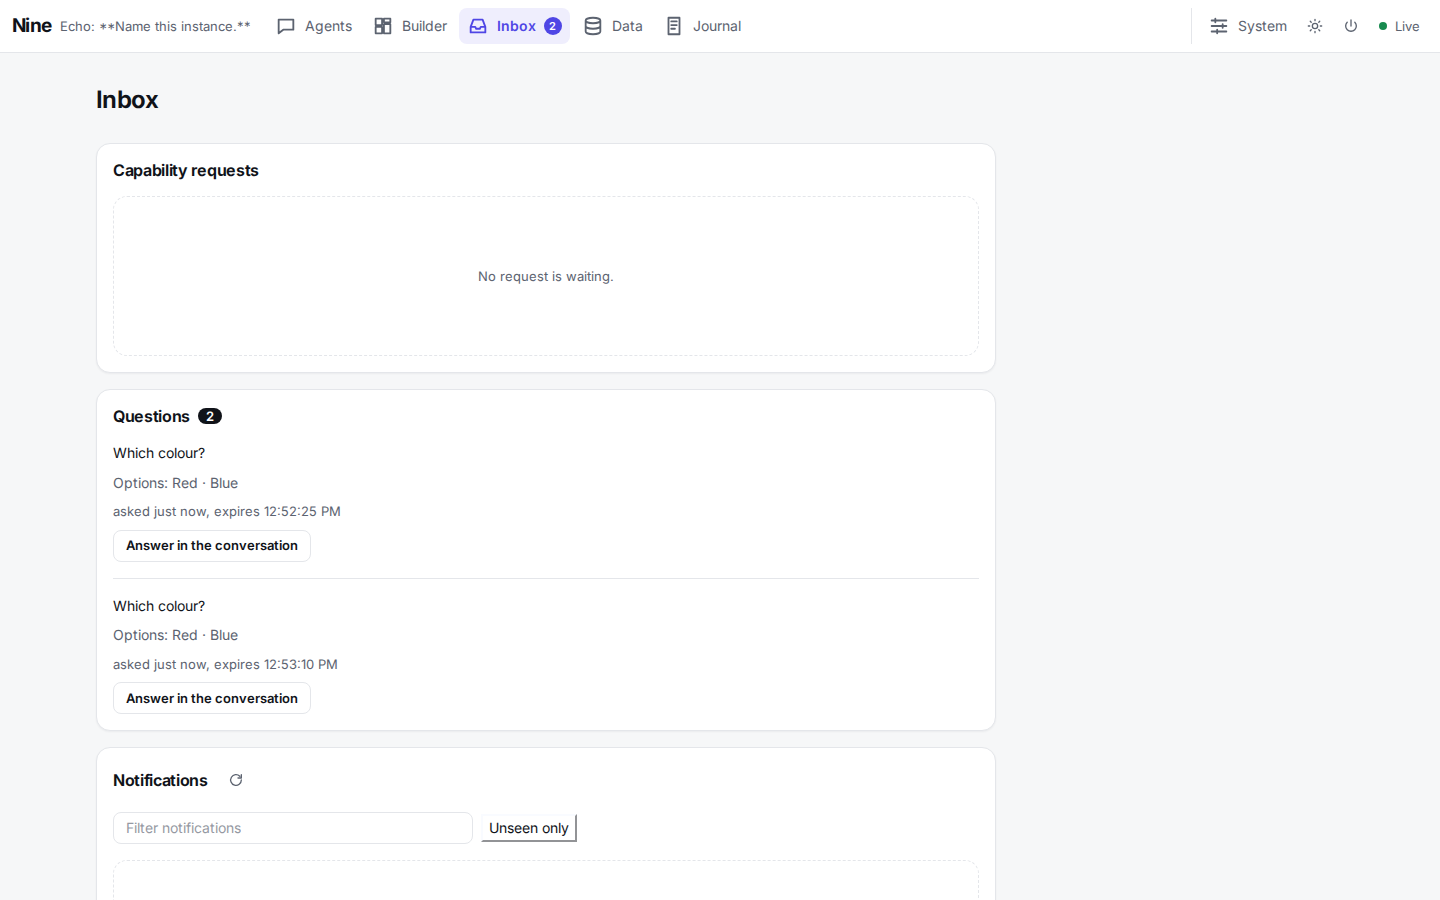 Nine Echo: **Name this instance.** Agents Builder Inbox 2 Data Journal System Live
Inbox
Capability requests
No request is waiting.
Questions 2
Which colour?
Options: Red · Blue
asked just now, expires 12:52:25 PM
Answer in the conversation
Which colour?
Options: Red · Blue
asked just now, expires 12:53:10 PM
Answer in the conversation
Notifications
Filter notifications Unseen only